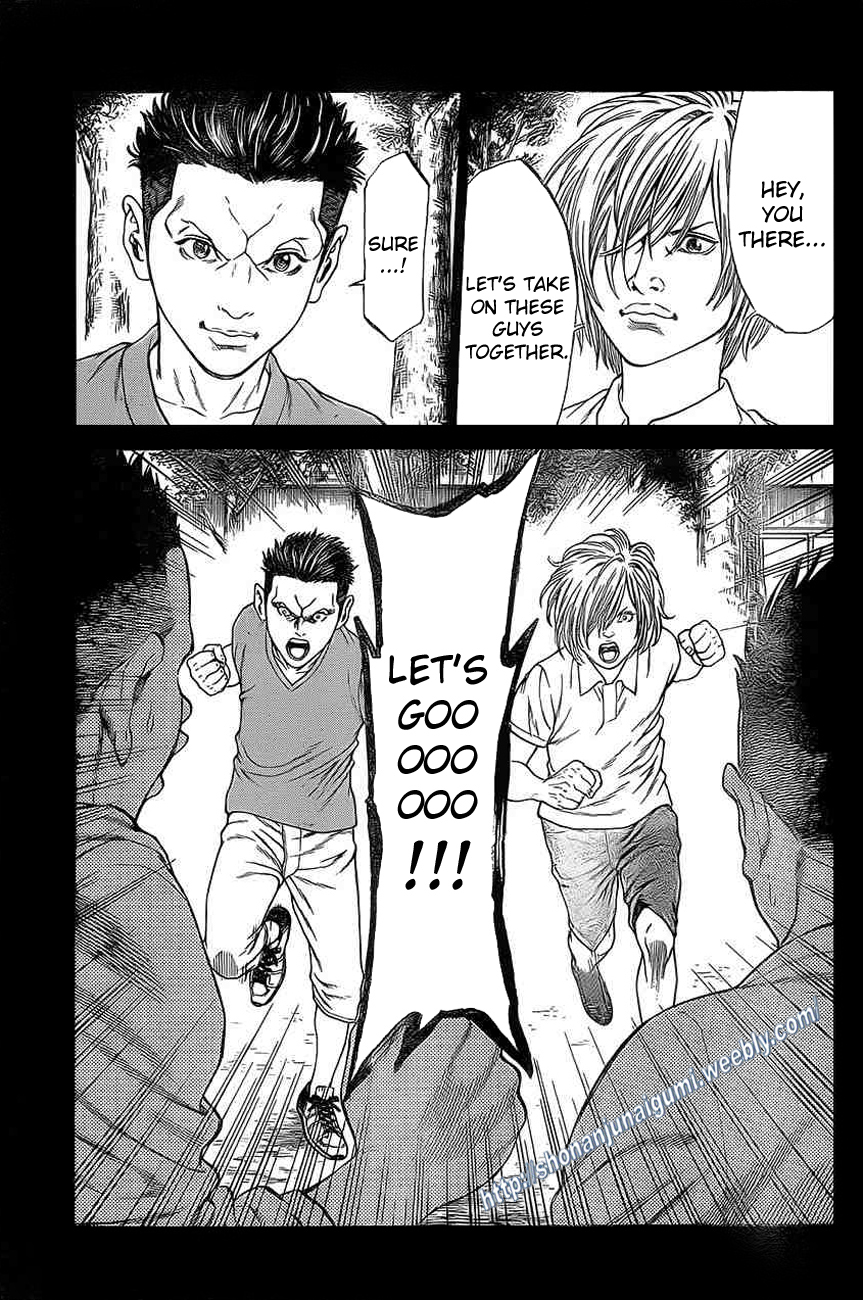 HEY,
YOU
THERE...
LET'S TAKE
ON THESE
GUYS
TOGETHER.
SURE
...!
LET'S
GOO
OOO
OOO
!!!
http://shonanjunaigumi.weebly.com/